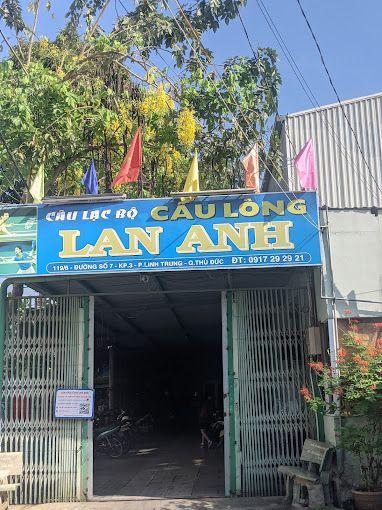 CÂU LẠC BỘ CẦU LÔNG
LAN ANH
119/6 - ĐƯỜNG SỐ 7 - KP.3 - P.LINH TRUNG - Q.THỦ ĐỨC ĐT: 0917 29 29 21